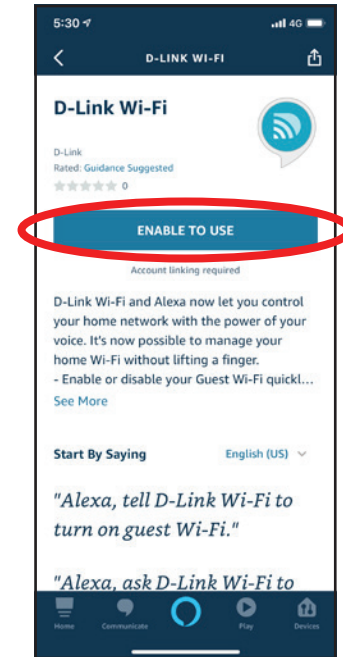 5:30
4G
D-LINK WI-FI
D-Link Wi-Fi
D-Link
Rated: Guidance Suggested
0
ENABLE TO USE
Account linking required
D-Link Wi-Fi and Alexa now let you control
your home network with the power of your
voice. It's now possible to manage your
home Wi-Fi without lifting a finger.
- Enable or disable your Guest Wi-Fi quickl...
See More
Start By Saying
English (US)
"Alexa, tell D-Link Wi-Fi to
turn on guest Wi-Fi."
"Alexa, ask D-Link Wi-Fi to
Home
Communicate
Play
Devices